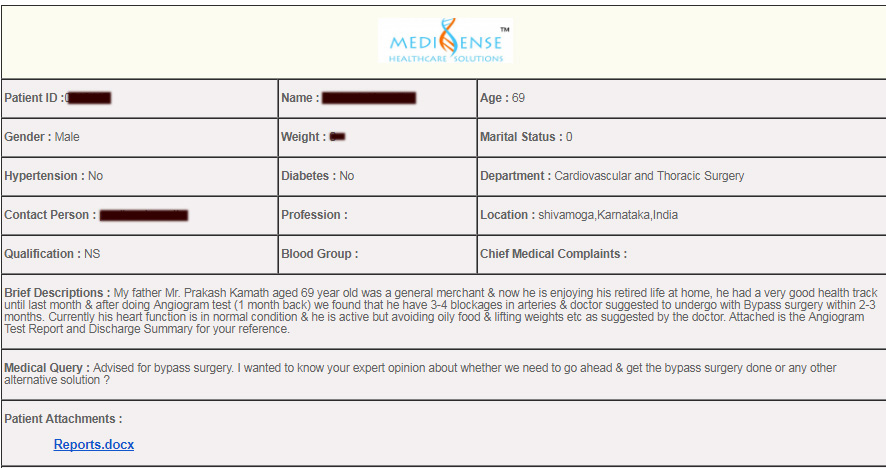 MEDISENSE™
HEALTHCARE SOLUTIONS
Patient ID : Name : Age : 69
Gender : Male Weight : Marital Status : 0
Hypertension : No Diabetes : No Department : Cardiovascular and Thoracic Surgery
Contact Person : Profession : Location : shivamoga,Karnataka,India
Qualification : NS Blood Group : Chief Medical Complaints :
Brief Descriptions : My father Mr. Prakash Kamath aged 69 year old was a general merchant & now he is enjoying his retired life at home, he had a very good health track
until last month & after doing Angiogram test (1 month back) we found that he have 3-4 blockages in arteries & doctor suggested to undergo with Bypass surgery within 2-3
months. Currently his heart function is in normal condition & he is active but avoiding oily food & lifting weights etc as suggested by the doctor. Attached is the Angiogram
Test Report and Discharge Summary for your reference.
Medical Query : Advised for bypass surgery. I wanted to know your expert opinion about whether we need to go ahead & get the bypass surgery done or any other
alternative solution ?
Patient Attachments :
Reports.docx